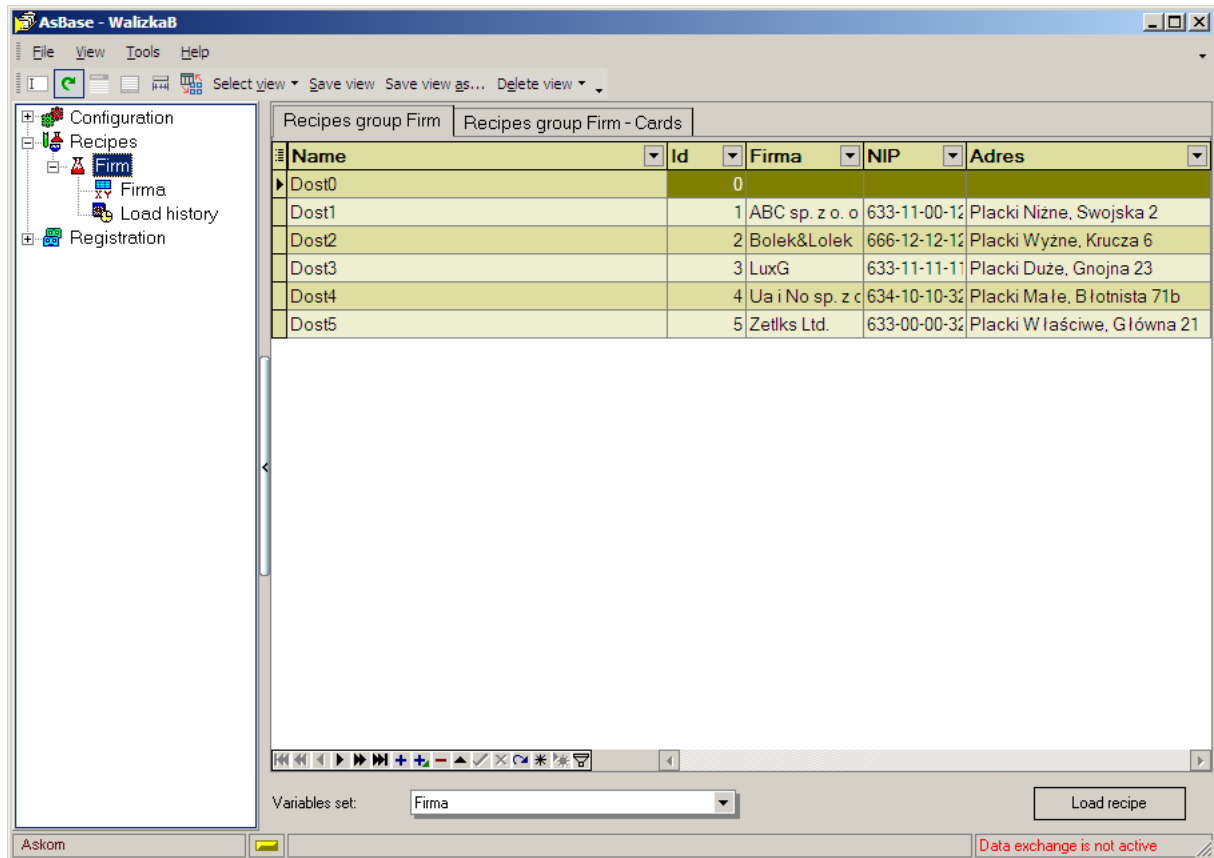 AsBase - WalizkaB
File View Tools Help
Select view Save view Save view as... Delete view
Configuration
Recipes
Firm
Firma
Load history
Registration
Recipes group Firm Recipes group Firm - Cards
Name Id Firma NIP Adres
Dost0 0
Dost1 1 ABC sp. z o. o 633-11-00-12 Placki Niżne, Swojska 2
Dost2 2 Bolek&Lolek 666-12-12-12 Placki Wyżne, Krucza 6
Dost3 3 LuxG 633-11-11-11 Placki Duże, Gnojna 23
Dost4 4 Ua i No sp. z o 634-10-10-32 Placki Małe, Błotnista 71b
Dost5 5 Zetlks Ltd. 633-00-00-32 Placki Właściwe, Główna 21
Variables set: Firma Load recipe
Askom Data exchange is not active